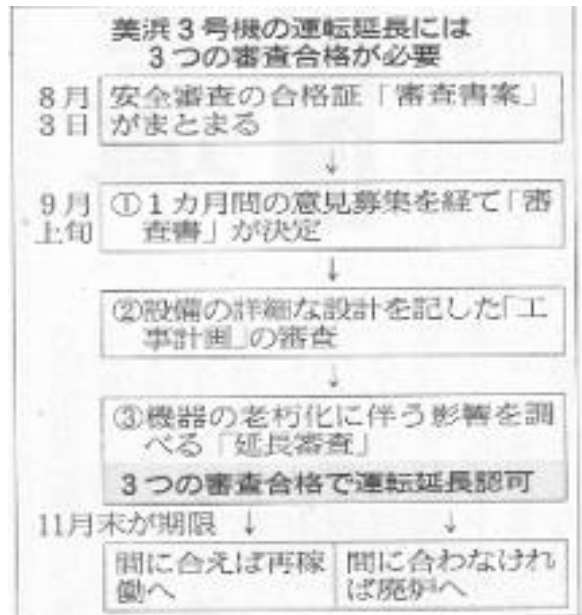 美浜３号機の運転延長には
３つの審査合格が必要
８月
３日
安全審査の合格証「審査書案」
がまとまる
↓
９月
上旬
①１カ月間の意見募集を経て「審
査書」が決定
↓
②設備の詳細な設計を記した「工
事計画」の審査
↓
③機器の老朽化に伴う影響を調
べる「延長審査」
３つの審査合格で運転延長認可
11月末が期限 ↓ ↓
間に合えば再稼
働へ
間に合わなけれ
ば廃炉へ